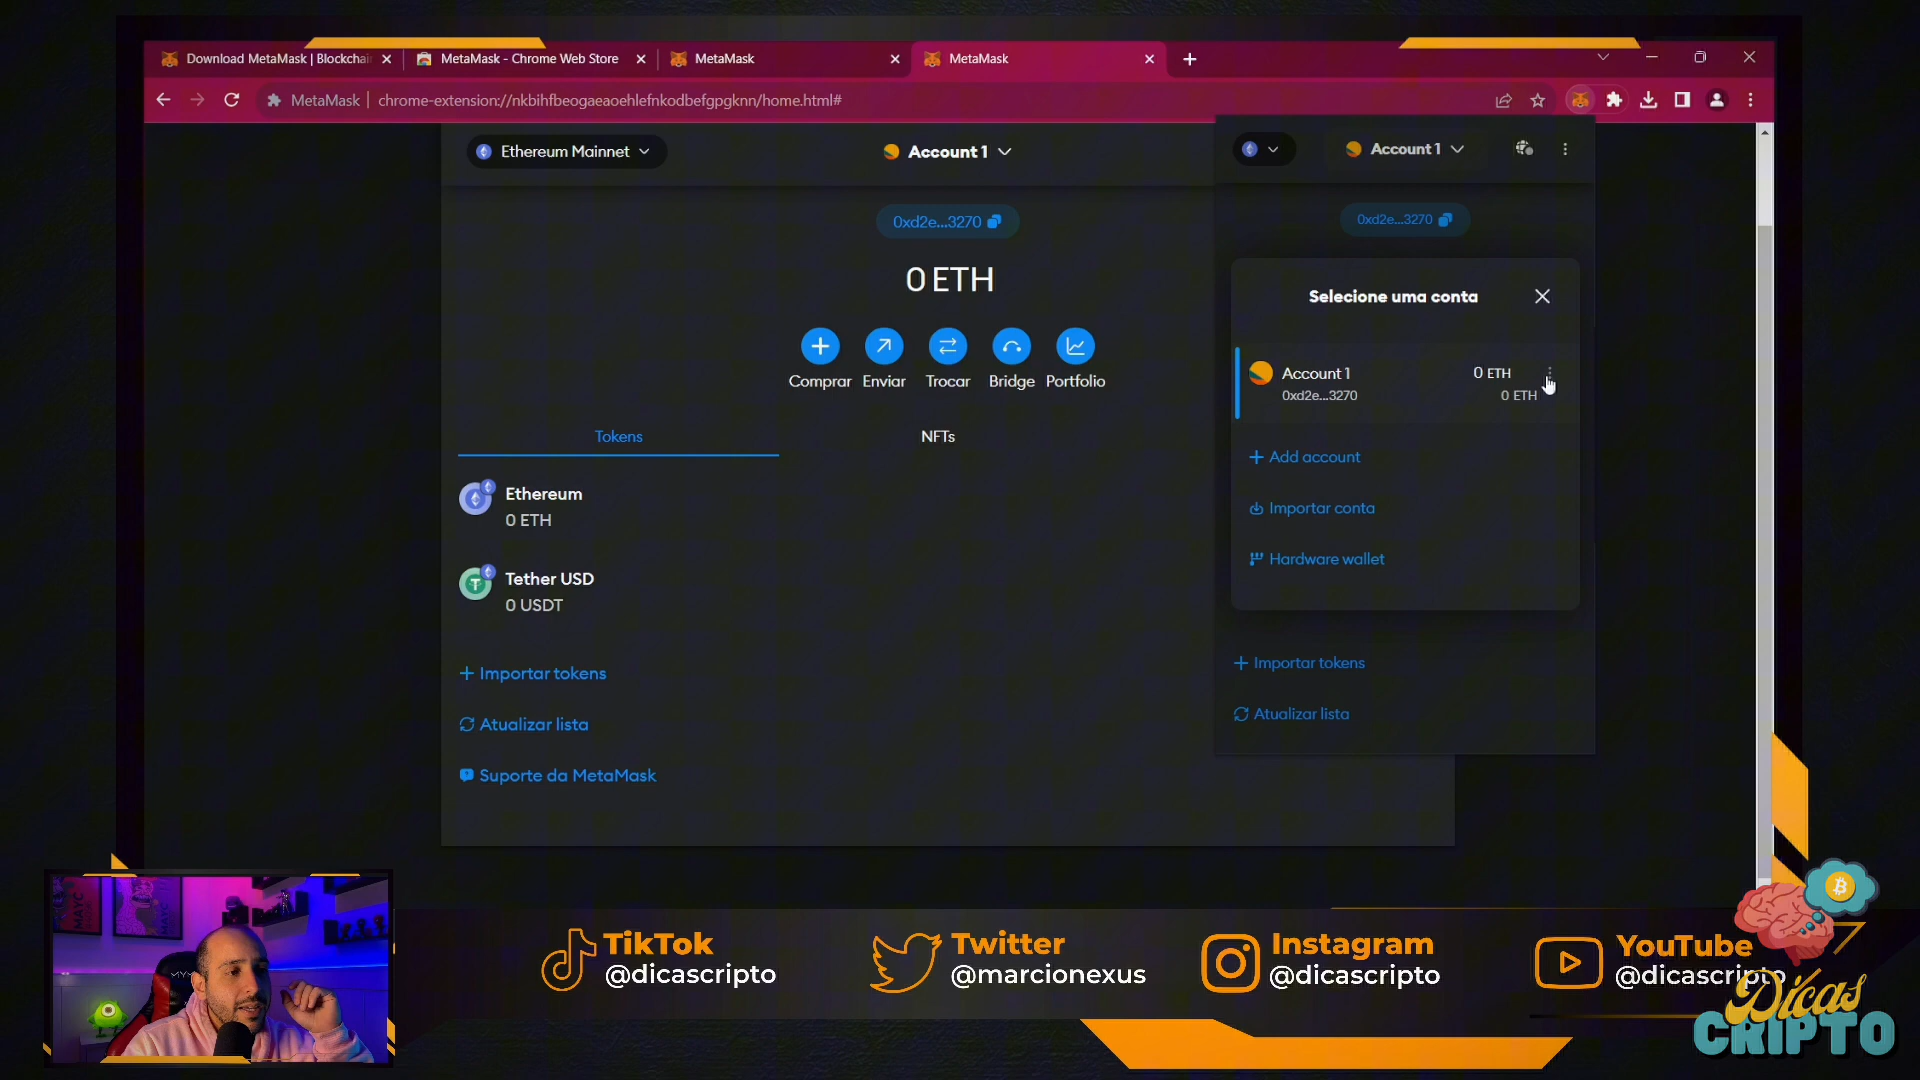 Download MetaMask | Blockchai
MetaMask - Chrome Web Store
MetaMask
MetaMask
MetaMask
chrome-extension://nkbihfbeogaeaoehlefnkodbefgpgknn/home.html#
Ethereum Mainnet
Account 1
0xd2e...3270
0 ETH
Comprar
Enviar
Trocar
Bridge
Portfolio
Tokens
NFTs
Ethereum
0 ETH
Tether USD
0 USDT
+ Importar tokens
Atualizar lista
Suporte da MetaMask
Account 1
0xd2e...3270
Selecione uma conta
Account 1
0 ETH
0xd2e...3270
0 ETH
+ Add account
Importar conta
Hardware wallet
+ Importar tokens
Atualizar lista
MAYC
TikTok
@dicascripto
Twitter
@marcionexus
Instagram
@dicascripto
YouTube
@dicascripto
Dicas
CRIPTO